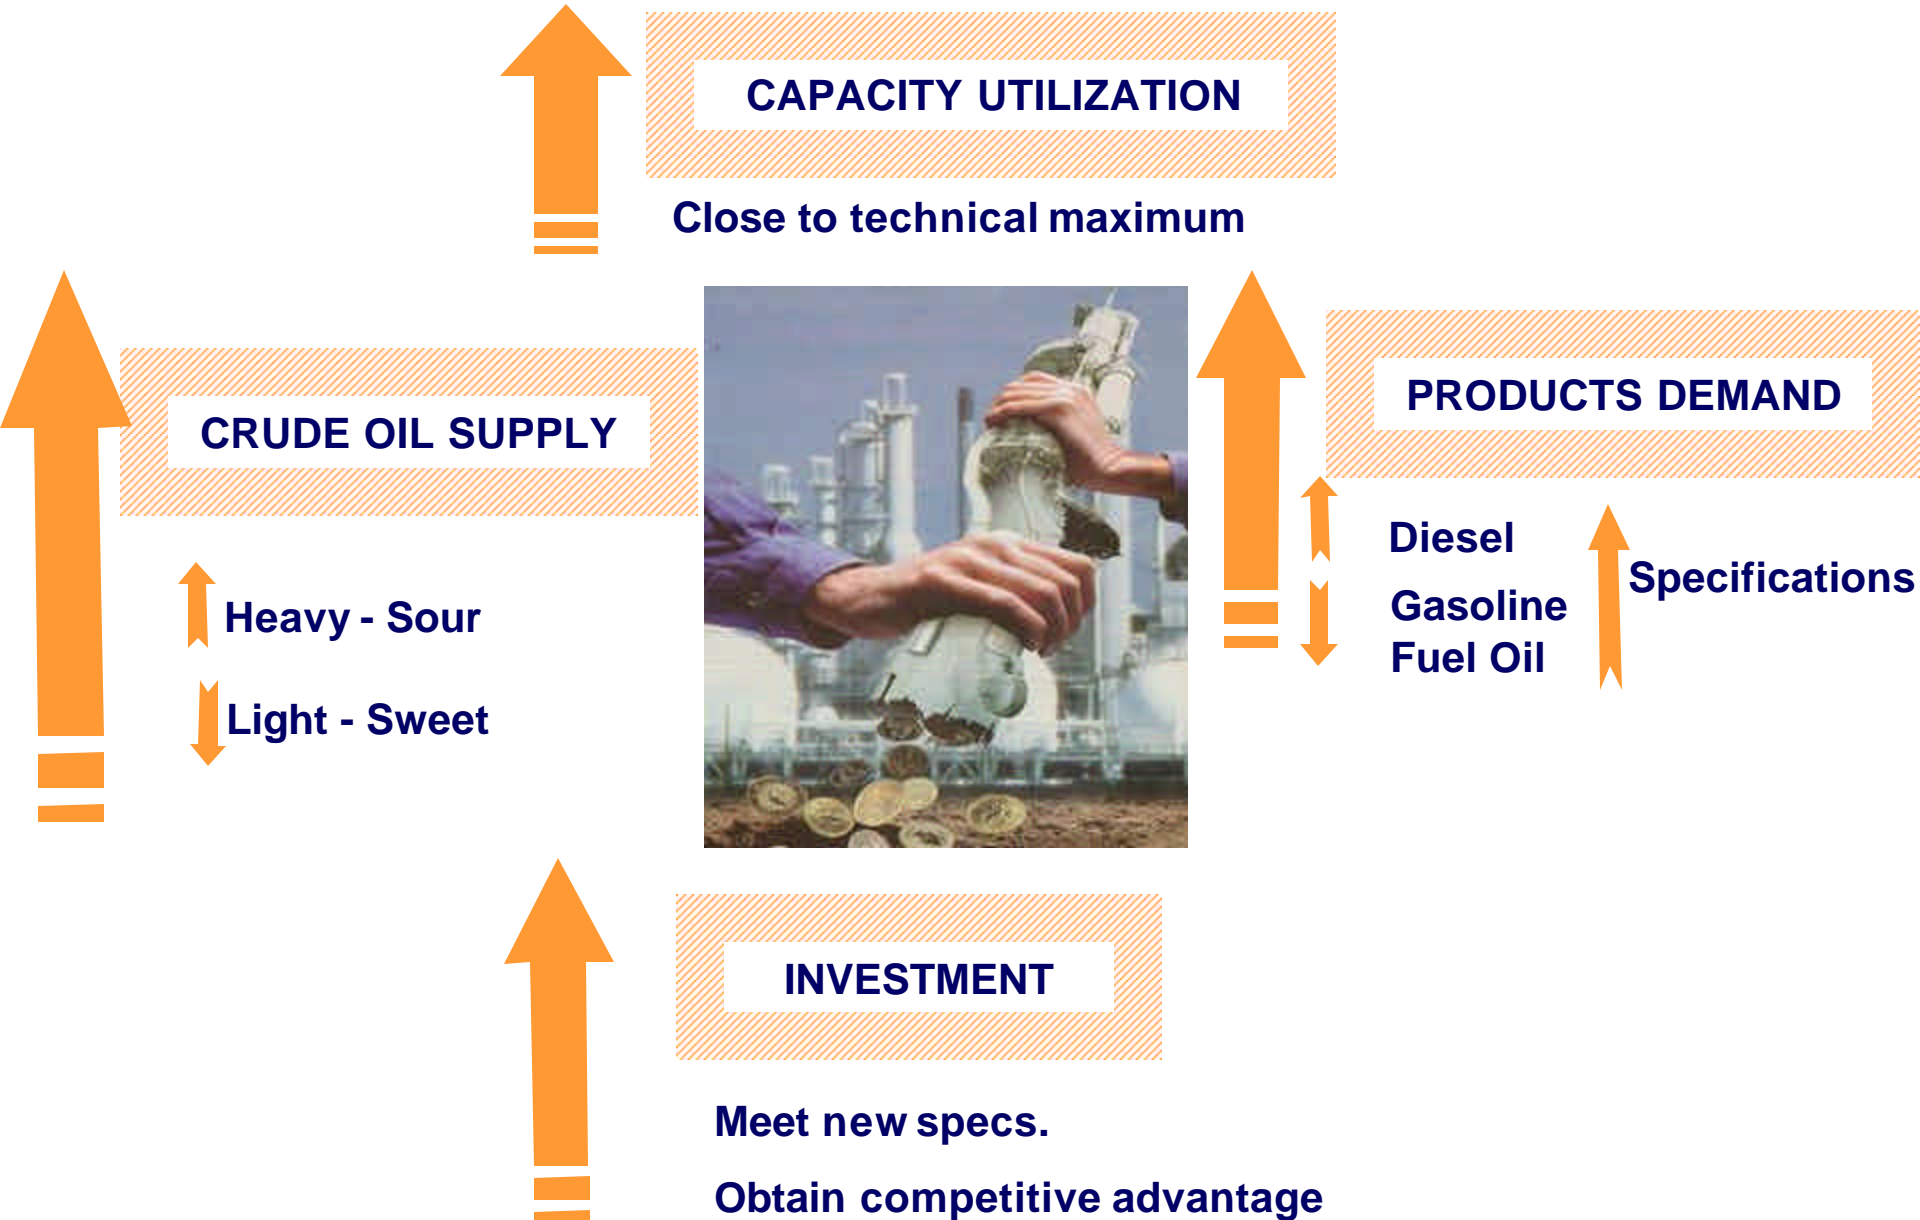 CAPACITY UTILIZATION
Close to technical maximum
CRUDE OIL SUPPLY
Heavy - Sour
Light - Sweet
PRODUCTS DEMAND
Diesel
Gasoline
Fuel Oil
Specifications
INVESTMENT
Meet new specs.
Obtain competitive advantage